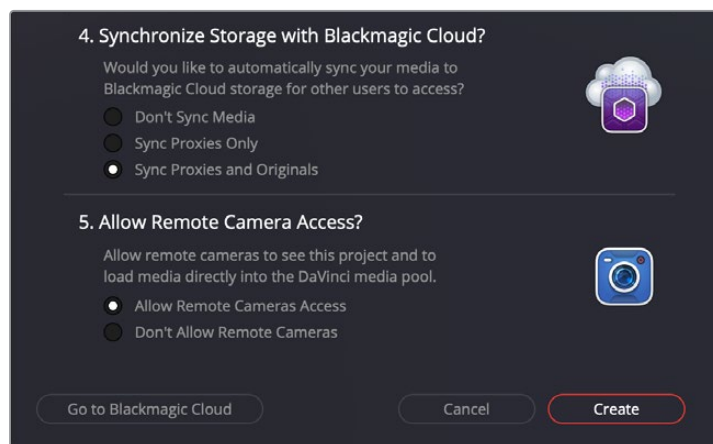 4. Synchronize Storage with Blackmagic Cloud?
Would you like to automatically sync your media to
Blackmagic Cloud storage for other users to access?
Don't Sync Media
Sync Proxies Only
Sync Proxies and Originals
5. Allow Remote Camera Access?
Allow remote cameras to see this project and to
load media directly into the DaVinci media pool.
Allow Remote Cameras Access
Don't Allow Remote Cameras
Go to Blackmagic Cloud
Cancel
Create